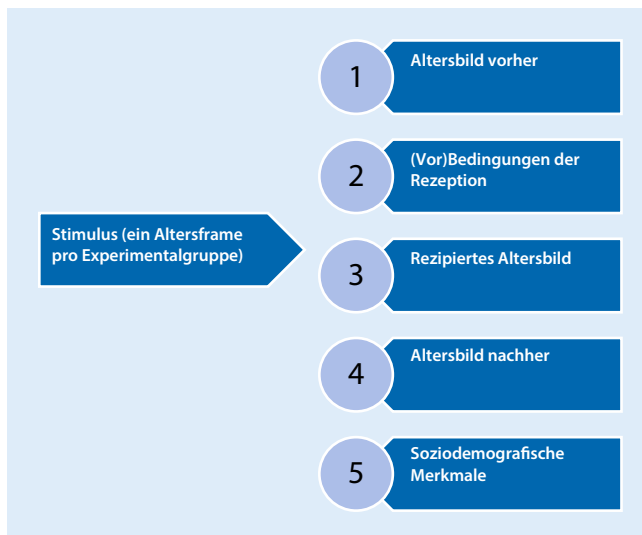 Stimulus (ein Altersframe
pro Experimentalgruppe)
1
Altersbild vorher
2
(Vor)Bedingungen der
Rezeption
3
Rezipiertes Altersbild
4
Altersbild nachher
5
Soziodemografische
Merkmale